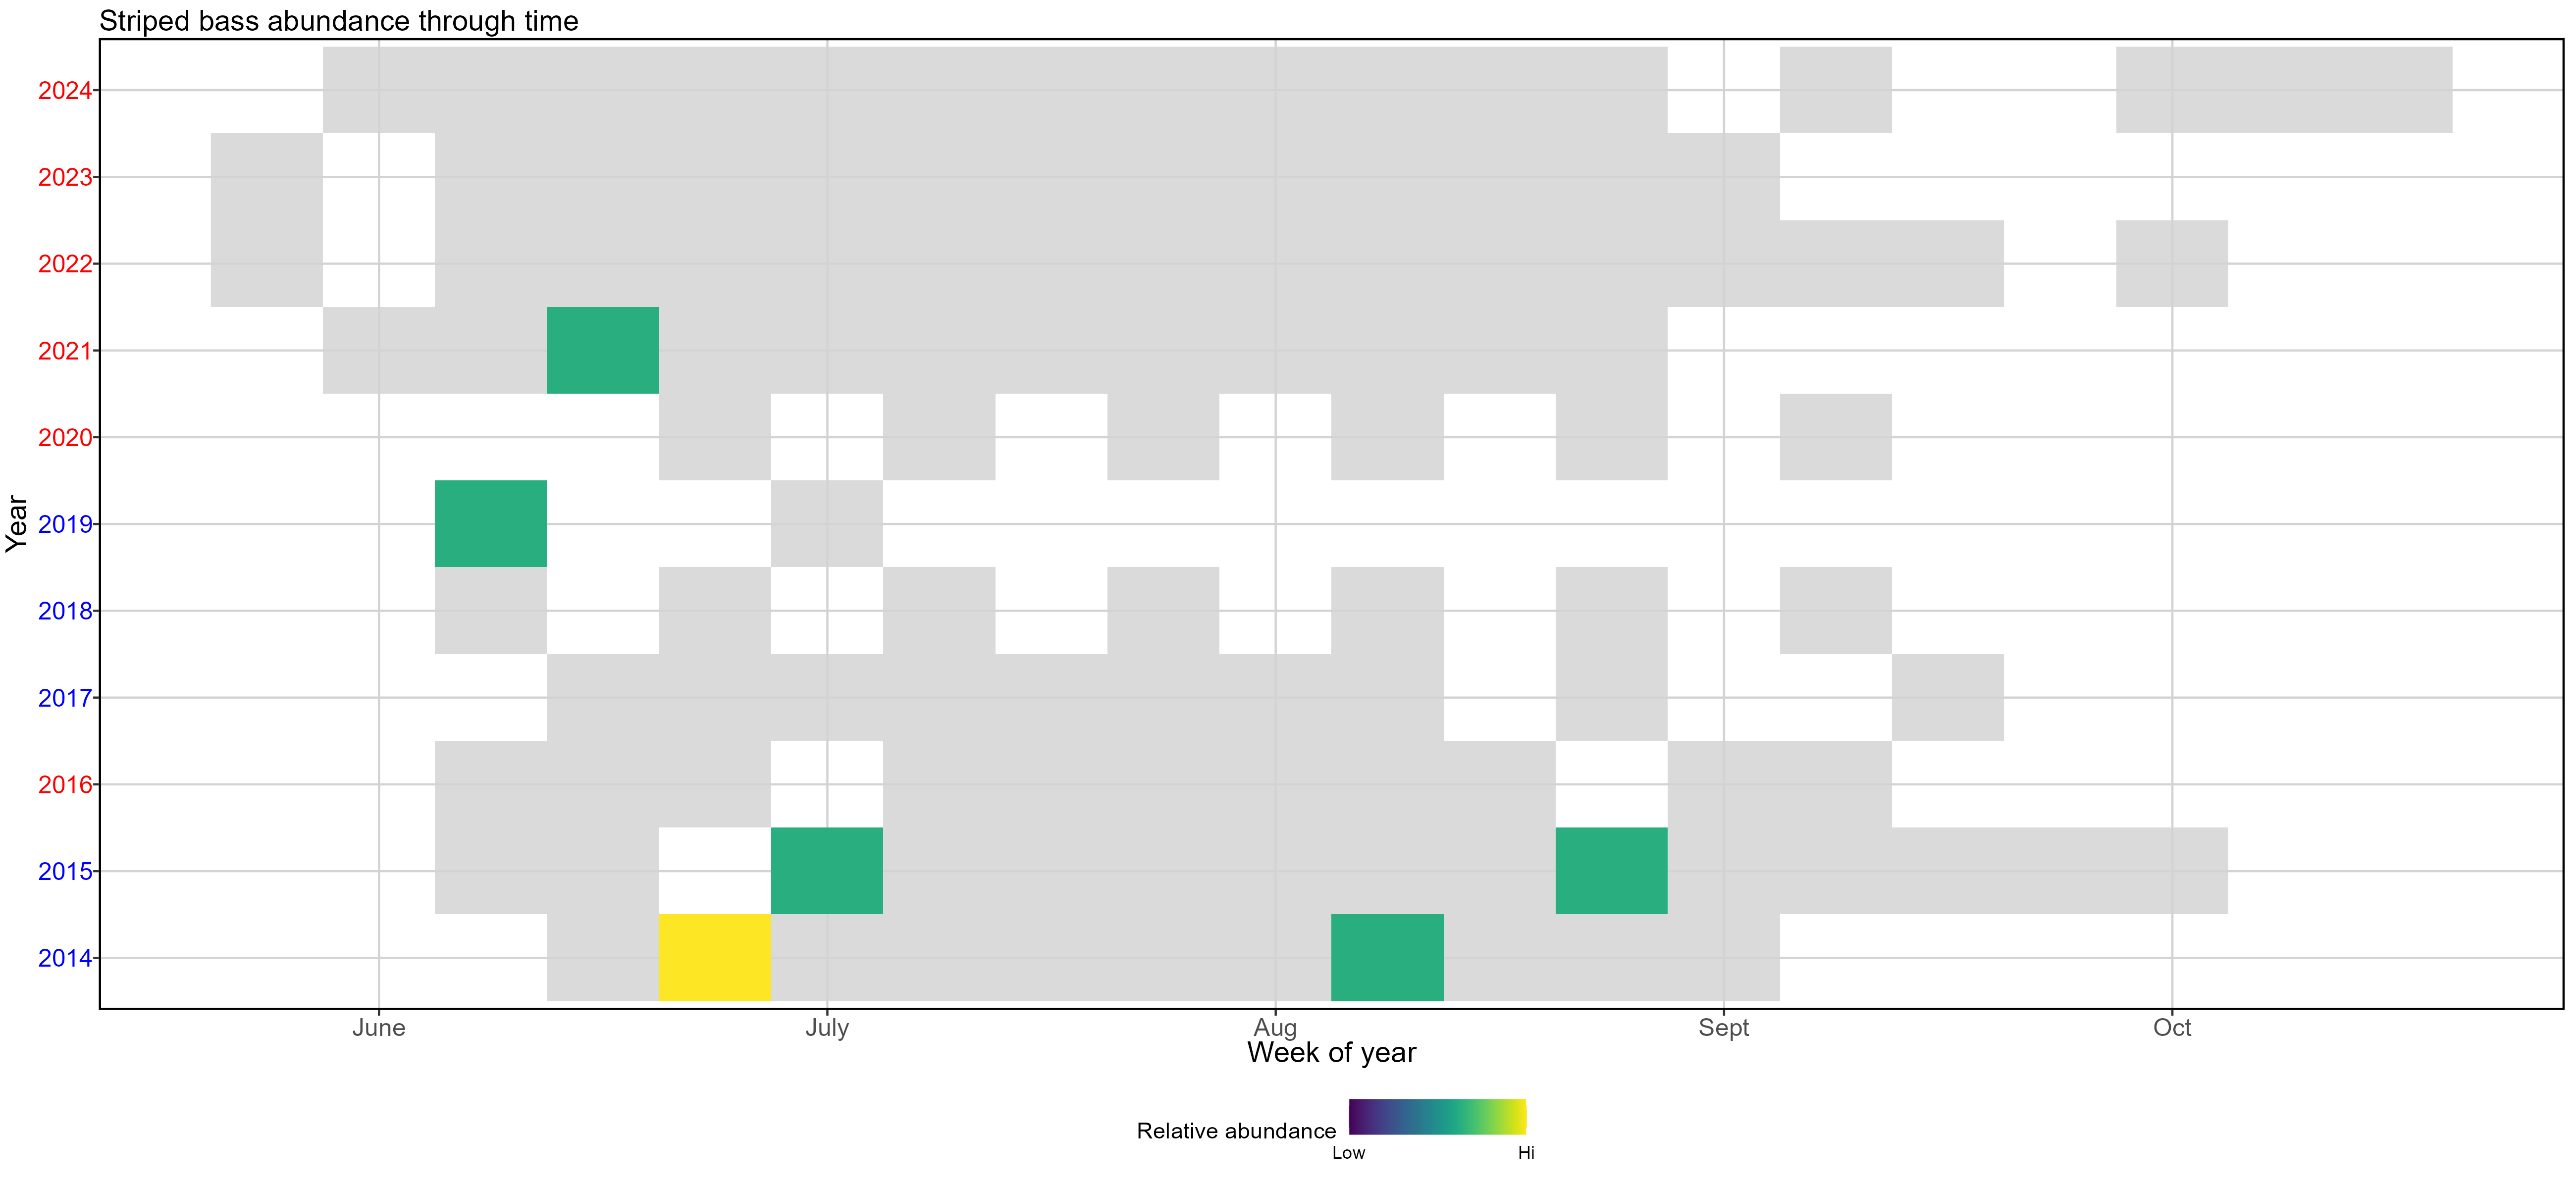 Striped bass abundance through time
Year
2024
2023
2022
2021
2020
2019
2018
2017
2016
2015
2014
June July Aug Sept Oct
Week of year
Relative abundance
Low Hi